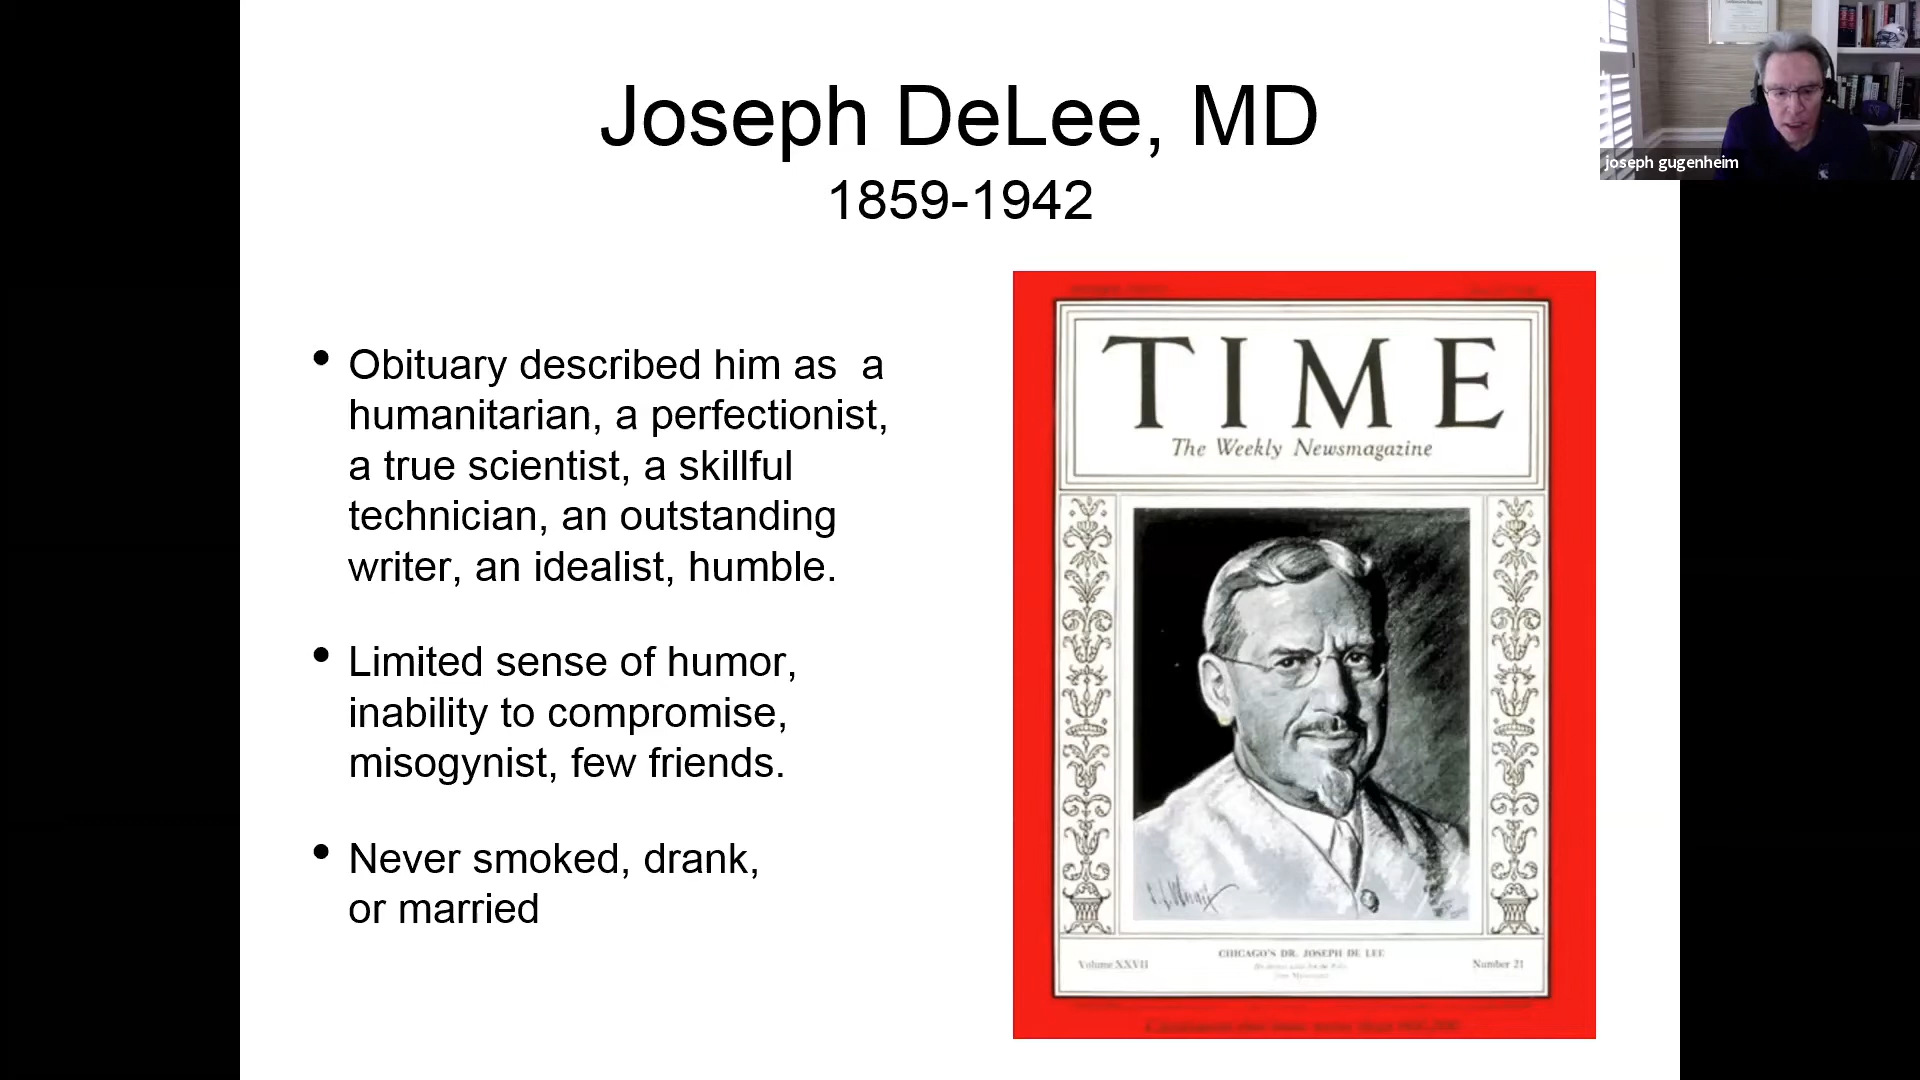 Joseph DeLee, MD
1859-1942
joseph gugenheim
• Obituary described him as  a
humanitarian, a perfectionist,
a true scientist, a skillful
technician, an outstanding
writer, an idealist, humble.
• Limited sense of humor,
inability to compromise,
misogynist, few friends.
• Never smoked, drank,
or married
TIME
The Weekly Newsmagazine
CHICAGO'S DR. JOSEPH DE LEE
Volume XXVII
Number 21